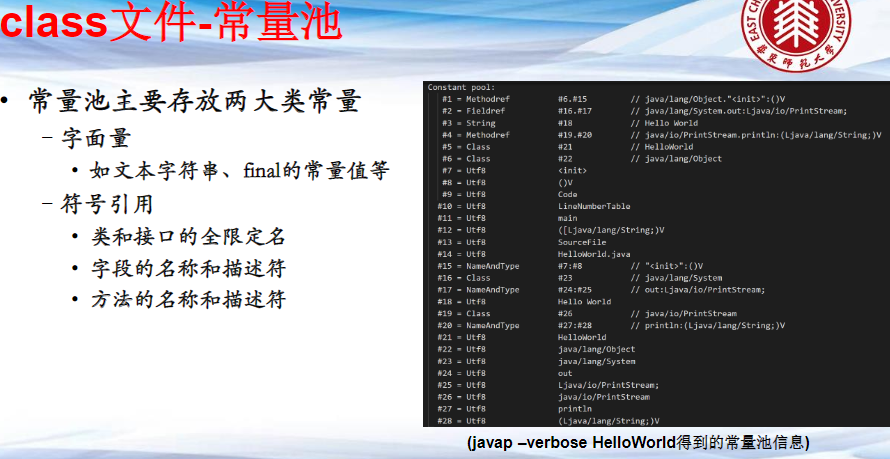 class文件-常量池
EAST CH
VERSITY
華東師範大學
• 常量池主要存放两大类常量
– 字面量
• 如文本字符串、final的常量值等
– 符号引用
• 类和接口的全限定名
• 字段的名称和描述符
• 方法的名称和描述符
Constant pool:
#1 = Methodref #6.#15 // java/lang/Object."<init>":()V
#2 = Fieldref #16.#17 // java/lang/System.out:Ljava/io/PrintStream;
#3 = String #18 // Hello World
#4 = Methodref #19.#20 // java/io/PrintStream.println:(Ljava/lang/String;)V
#5 = Class #21 // HelloWorld
#6 = Class #22 // java/lang/Object
#7 = Utf8 <init>
#8 = Utf8 ()V
#9 = Utf8 Code
#10 = Utf8 LineNumberTable
#11 = Utf8 main
#12 = Utf8 ([Ljava/lang/String;)V
#13 = Utf8 SourceFile
#14 = Utf8 HelloWorld.java
#15 = NameAndType #7:#8 // "<init>":()V
#16 = Class #23 // java/lang/System
#17 = NameAndType #24:#25 // out:Ljava/io/PrintStream;
#18 = Utf8 Hello World
#19 = Class #26 // java/io/PrintStream
#20 = NameAndType #27:#28 // println:(Ljava/lang/String;)V
#21 = Utf8 HelloWorld
#22 = Utf8 java/lang/Object
#23 = Utf8 java/lang/System
#24 = Utf8 out
#25 = Utf8 Ljava/io/PrintStream;
#26 = Utf8 java/io/PrintStream
#27 = Utf8 println
#28 = Utf8 (Ljava/lang/String;)V
(javap –verbose HelloWorld得到的常量池信息)